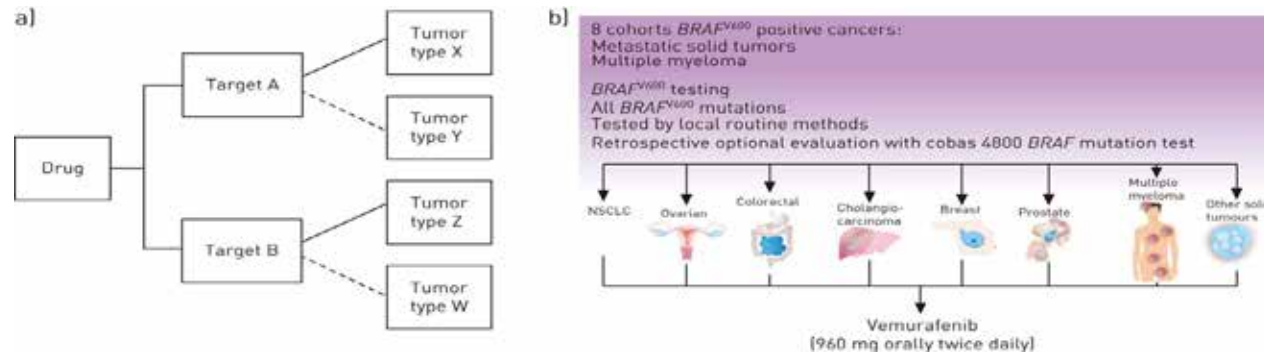 a)
Drug
Target A
Target B
Tumor
type X
Tumor
type Y
Tumor
type Z
Tumor
type W
b)
8 cohorts BRAFV600 positive cancers:
Metastatic solid tumors
Multiple myeloma
BRAFV600 testing
All BRAFV600 mutations
Tested by local routine methods
Retrospective optional evaluation with cobas 4800 BRAF mutation test
NSCLC
Ovarian
Colorectal
Cholangio-
carcinoma
Breast
Prostate
Multiple
myeloma
Other soli
tumours
Vemurafenib
(960 mg orally twice daily)